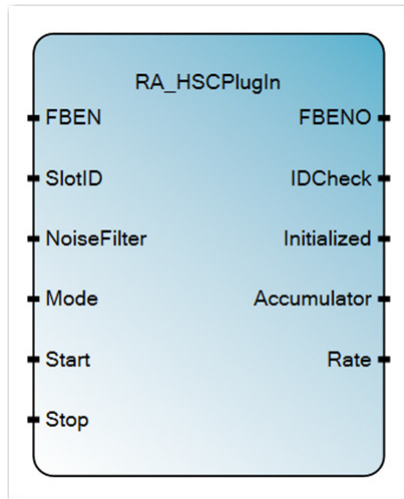 RA_HSCPlugIn
FBEN FBENO
SlotID IDCheck
NoiseFilter Initialized
Mode Accumulator
Start Rate
Stop